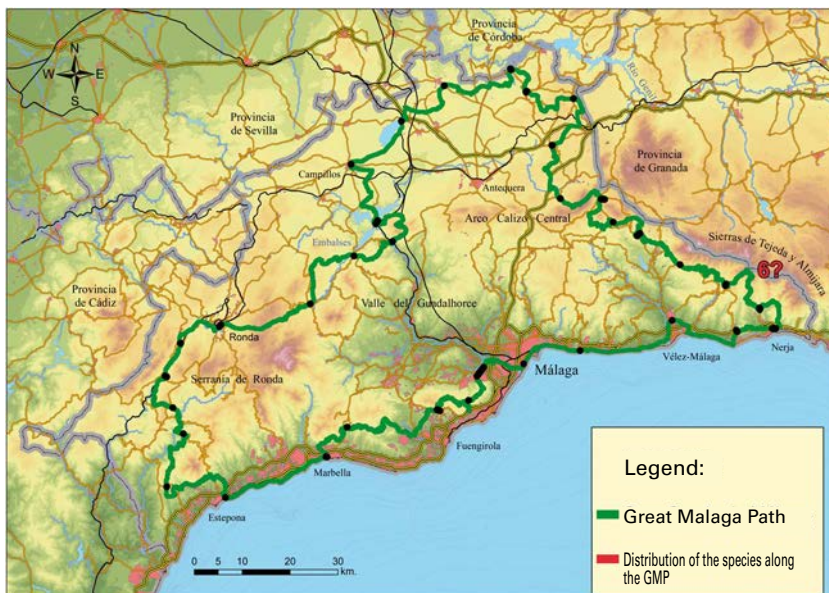 Provincia
de Córdoba
N
W E
S
Río Genil
Provincia
de Sevilla
Provincia
de Granada
Campillos
Antequera
Arco Calizo Central
Sierras de Tejeda y Almijara
6?
Embalses
Provincia
de Cádiz
Valle del Guadalhorce
Ronda
Nerja
Vélez-Málaga
Málaga
Serranía de Ronda
Fuengirola
Marbella
Estepona
0 5 10 20 30
km.
Legend:
Great Malaga Path
Distribution of the species along
the GMP